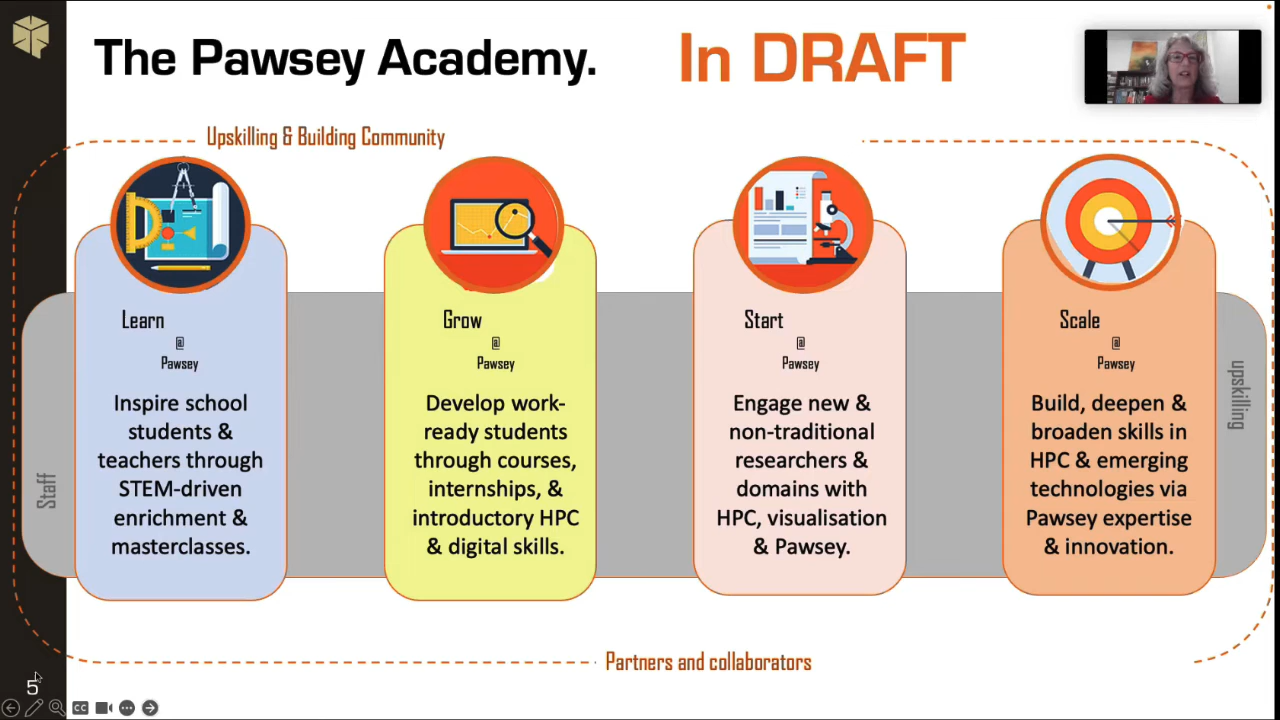 The Pawsey Academy.
In DRAFT
Upskilling & Building Community
Learn
@
Pawsey
Inspire school
students &
teachers through
STEM-driven
enrichment &
masterclasses.
Grow
@
Pawsey
Develop work-
ready students
through courses,
internships, &
introductory HPC
& digital skills.
Start
@
Pawsey
Engage new &
non-traditional
researchers &
domains with
HPC, visualisation
& Pawsey.
Scale
@
Pawsey
Build, deepen &
broaden skills in
HPC & emerging
technologies via
Pawsey expertise
& innovation.
Staff
upskilling
Partners and collaborators
5
CC